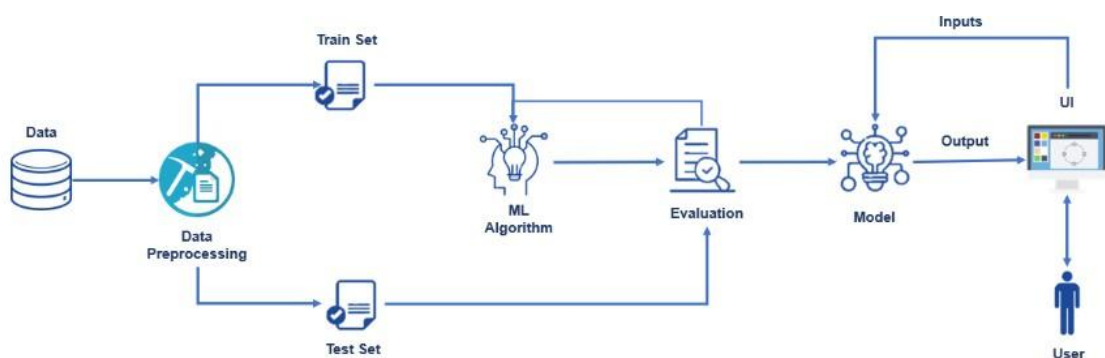 Data
Data
Preprocessing
Train Set
Test Set
ML
Algorithm
Evaluation
Model
Inputs
Output
UI
User